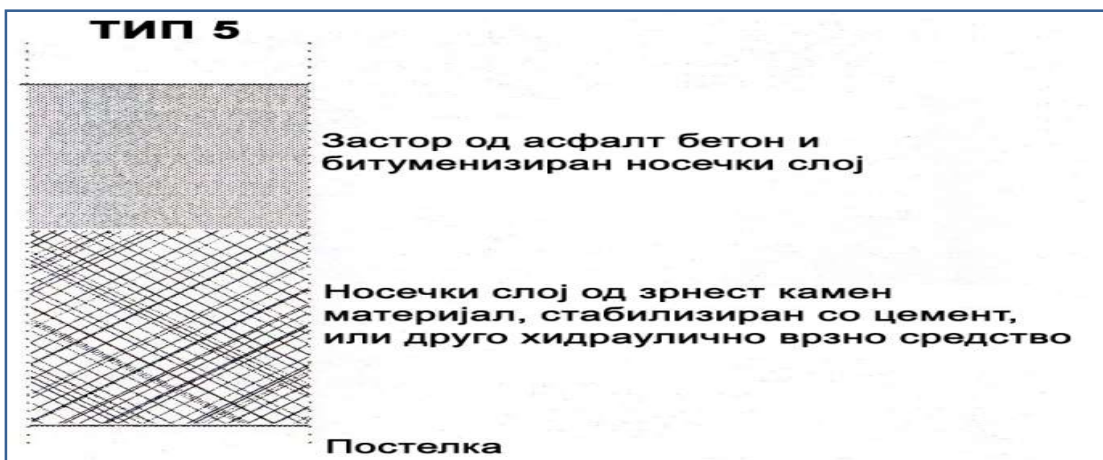 ТИП 5
Застор од асфалт бетон и
битуменизиран носечки слој
Носечки слој од зрнест камен
материјал, стабилизиран со цемент,
или друго хидраулично врзно средство
Постелка